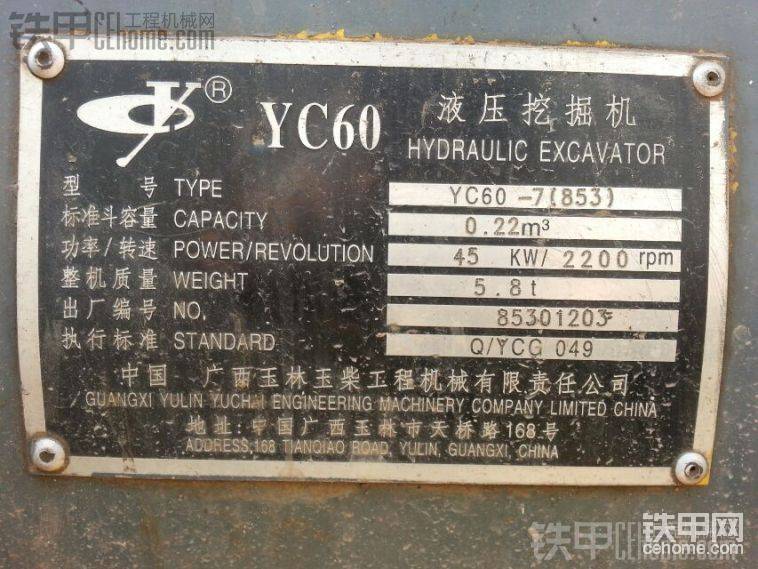 铁甲工程机械网
CEhome.com
®
YC60
液压挖掘机
HYDRAULIC EXCAVATOR
型 号 TYPE YC60-7(853)
标准斗容量 CAPACITY 0.22m³
功率/转速 POWER/REVOLUTION 45 KW/2200 rpm
整机质量 WEIGHT 5.8t
出厂编号 NO. 85301203
执行标准 STANDARD Q/YCG 049
中国 广西玉林玉柴工程机械有限责任公司
GUANGXI YULIN YUCHAI ENGINEERING MACHINERY COMPANY LIMITED CHINA
地址:中国广西玉林市天桥路168号
ADDRESS,168 TIANQIAO ROAD, YULIN, GUANGXI, CHINA
铁甲网
cehome.com